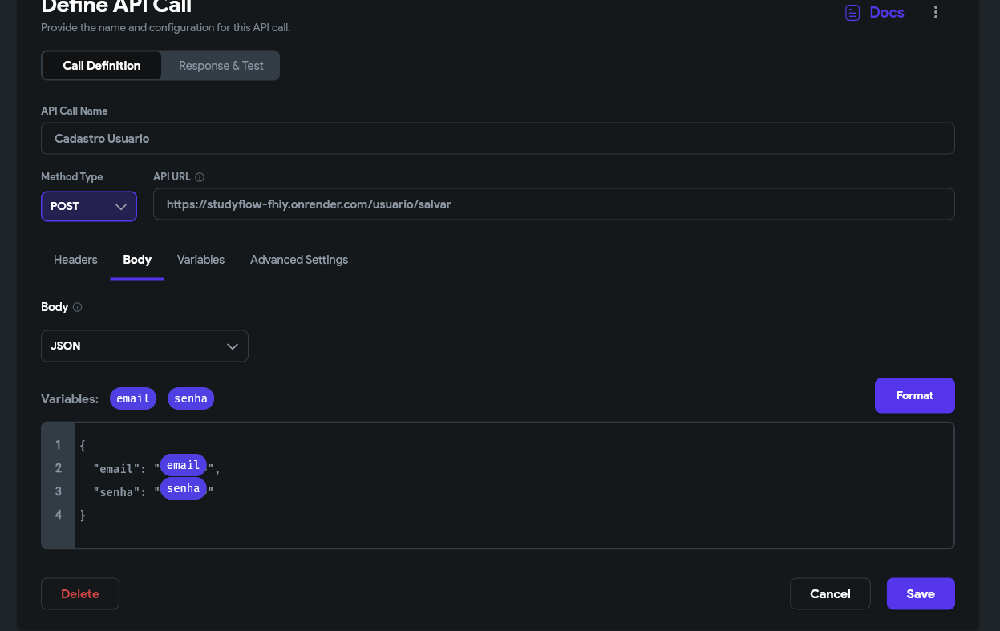 Define API Call
Docs
Provide the name and configuration for this API call.
Call Definition
Response & Test
API Call Name
Cadastro Usuario
Method Type
API URL
POST
https://studyflow-fhiy.onrender.com/usuario/salvar
Headers
Body
Variables
Advanced Settings
Body
JSON
Variables:
email
senha
Format
1 {
2 "email": "email",
3 "senha": "senha"
4 }
Delete
Cancel
Save